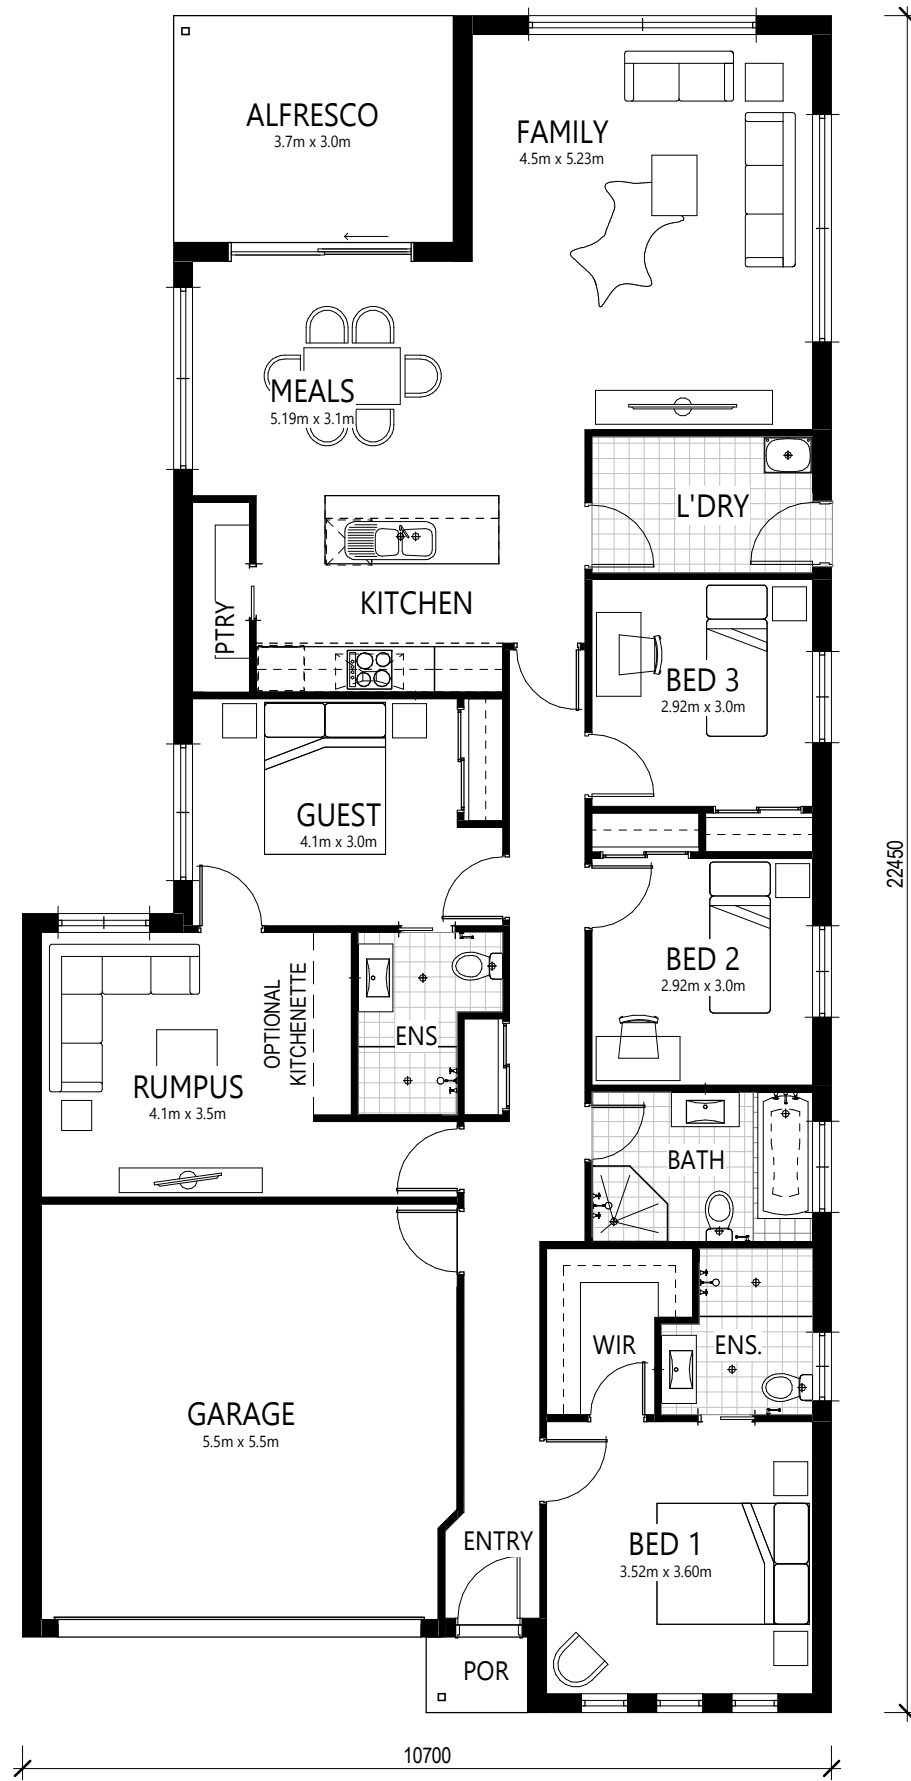 ALFRESCO
3.7m x 3.0m
FAMILY
4.5m x 5.23m
MEALS
5.19m x 3.1m
L'DRY
KITCHEN
PTRY
BED 3
2.92m x 3.0m
GUEST
4.1m x 3.0m
22450
BED 2
2.92m x 3.0m
OPTIONAL
KITCHENETTE
ENS
RUMPUS
4.1m x 3.5m
BATH
WIR
ENS.
GARAGE
5.5m x 5.5m
ENTRY
BED 1
3.52m x 3.60m
POR
10700